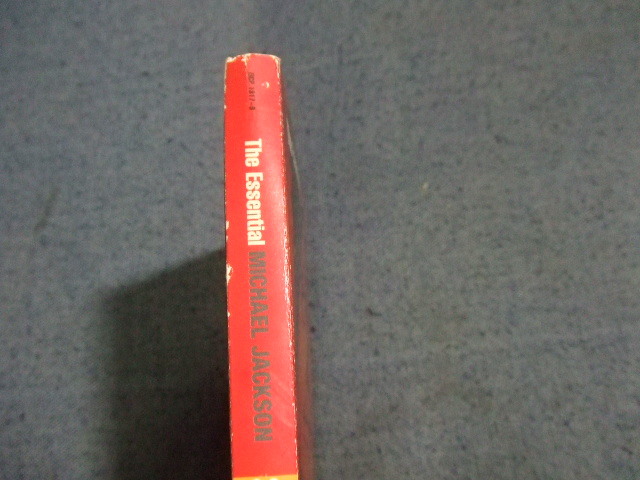 The Essential MICHAEL JACKSON